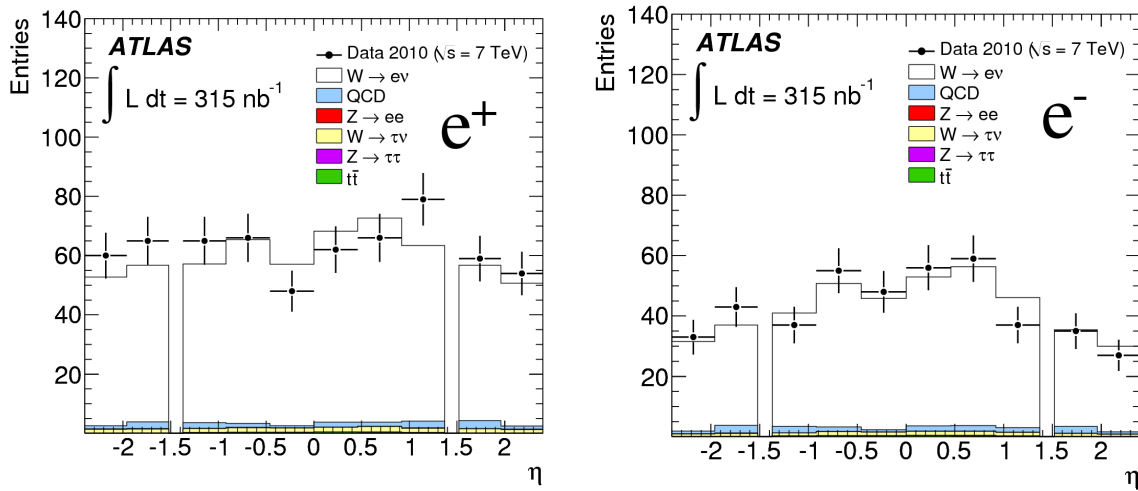 Entries
140
120
100
80
60
40
20
ATLAS
∫ L dt = 315 nb⁻¹
Data 2010 (√s = 7 TeV)
W → eν
QCD
Z → ee
W → τν
Z → ττ
tt̄
e⁺
-2 -1.5 -1 -0.5 0 0.5 1 1.5 2
η
Entries
140
120
100
80
60
40
20
ATLAS
∫ L dt = 315 nb⁻¹
Data 2010 (√s = 7 TeV)
W → eν
QCD
Z → ee
W → τν
Z → ττ
tt̄
e⁻
-2 -1.5 -1 -0.5 0 0.5 1 1.5 2
η